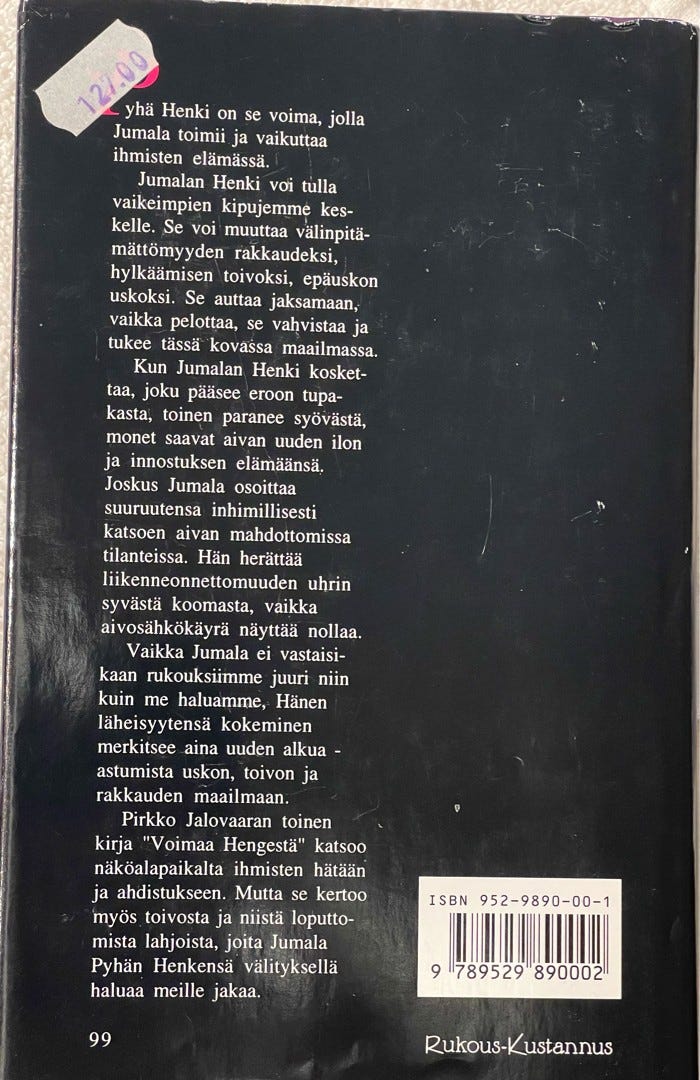 127.00
Pyhä Henki on se voima, jolla
Jumala toimii ja vaikuttaa
ihmisten elämässä.
Jumalan Henki voi tulla
vaikeimpien kipujemme kes-
kelle. Se voi muuttaa välinpitä-
mättömyyden rakkaudeksi,
hylkäämisen toivoksi, epäuskon
uskoksi. Se auttaa jaksamaan,
vaikka pelottaa, se vahvistaa ja
tukee tässä kovassa maailmassa.
Kun Jumalan Henki kosket-
taa, joku pääsee eroon tupa-
kasta, toinen paranee syövästä,
monet saavat aivan uuden ilon
ja innostuksen elämäänsä.
Joskus Jumala osoittaa
suuruutensa inhimillisesti
katsoen aivan mahdottomissa
tilanteissa. Hän herättää
liikenneonnettomuuden uhrin
syvästä koomasta, vaikka
aivosähkökäyrä näyttää nollaa.
Vaikka Jumala ei vastaisi-
kaan rukouksiimme juuri niin
kuin me haluamme, Hänen
läheisyytensä kokeminen
merkitsee aina uuden alkua -
astumista uskon, toivon ja
rakkauden maailmaan.
Pirkko Jalovaaran toinen
kirja "Voimaa Hengestä" katsoo
näköalapaikalta ihmisten hätään
ja ahdistukseen. Mutta se kertoo
myös toivosta ja niistä loputto-
mista lahjoista, joita Jumala
Pyhän Henkensä välityksellä
haluaa meille jakaa.
ISBN 952-9890-00-1
9 789529 890002
99
Rukous-Kustannus